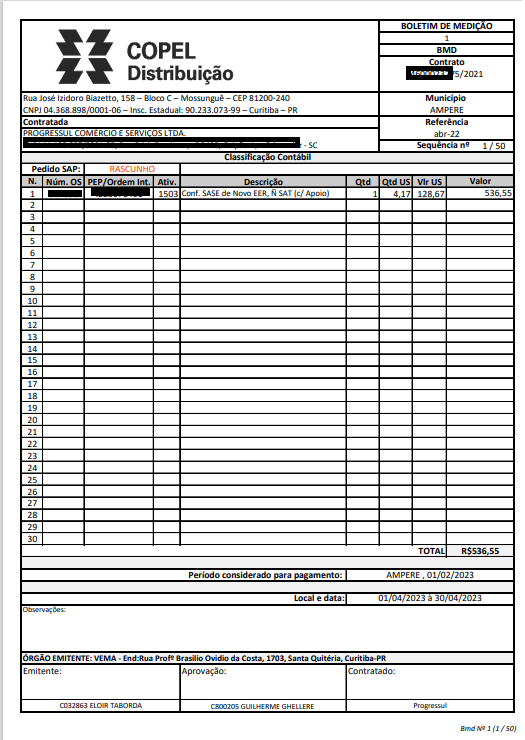 COPEL
Distribuição
BOLETIM DE MEDIÇÃO
1
BMD
Contrato
5/2021
Rua José Izidoro Biazetto, 158 – Bloco C – Mossunguê – CEP 81200-240
CNPJ 04.368.898/0001-06 – Insc. Estadual: 90.233.073-99 – Curitiba – PR
Município
AMPERE
Contratada
PROGRESSUL COMÉRCIO E SERVIÇOS LTDA.
- SC
Referência
abr-22
Sequência nº 1 / 50
Classificação Contábil
Pedido SAP: RASCUNHO
N. Núm. OS PEP/Ordem Int. Ativ. Descrição Qtd Qtd US Vlr US Valor
1 1503 Conf. SASE de Novo EER, Ñ SAT (c/ Apoio) 1 4,17 128,67 536,55
2
3
4
5
6
7
8
9
10
11
12
13
14
15
16
17
18
19
20
21
22
23
24
25
26
27
28
29
30
TOTAL R$536,55
Período considerado para pagamento: AMPERE , 01/02/2023
Local e data: 01/04/2023 à 30/04/2023
Observações:
ÓRGÃO EMITENTE: VEMA - End:Rua Profº Brasilio Ovidio da Costa, 1703, Santa Quitéria, Curitiba-PR
Emitente: Aprovação: Contratado:
C032863 ELOIR TABORDA C800205 GUILHERME GHELLERE Progressul
Bmd Nº 1 (1 / 50)